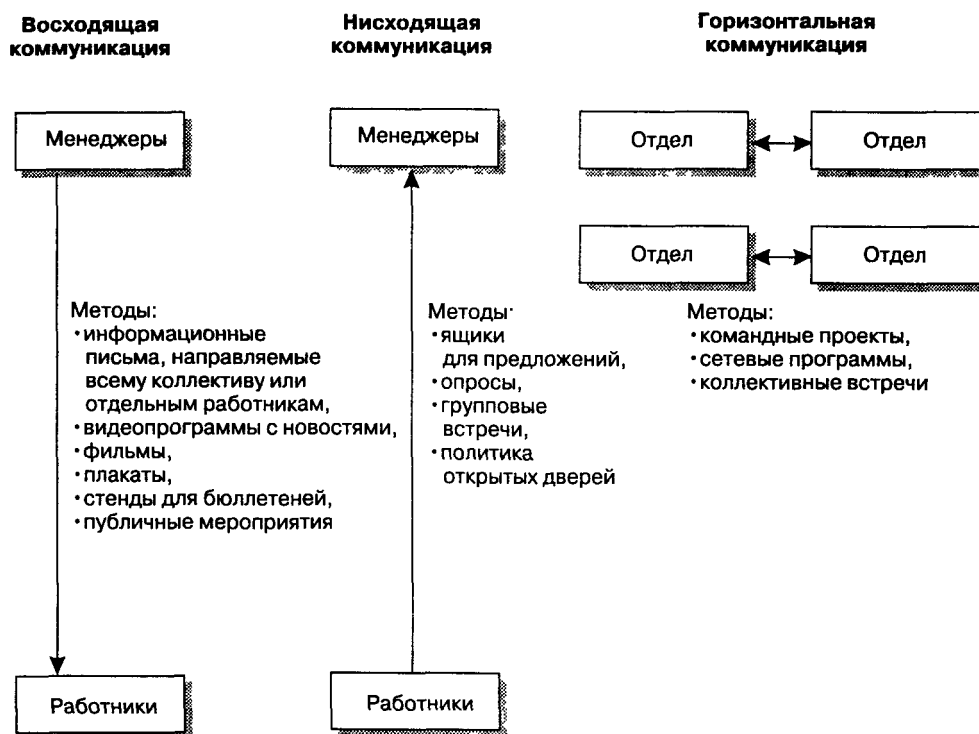 Восходящая
коммуникация
Менеджеры
Методы:
• информационные
письма, направляемые
всему коллективу или
отдельным работникам,
• видеопрограммы с новостями,
• фильмы,
• плакаты,
• стенды для бюллетеней,
• публичные мероприятия
Работники
Нисходящая
коммуникация
Менеджеры
Методы·
• ящики
для предложений,
• опросы,
• групповые
встречи,
• политика
открытых дверей
Работники
Горизонтальная
коммуникация
Отдел
Отдел
Отдел
Отдел
Методы:
• командные проекты,
• сетевые программы,
• коллективные встречи